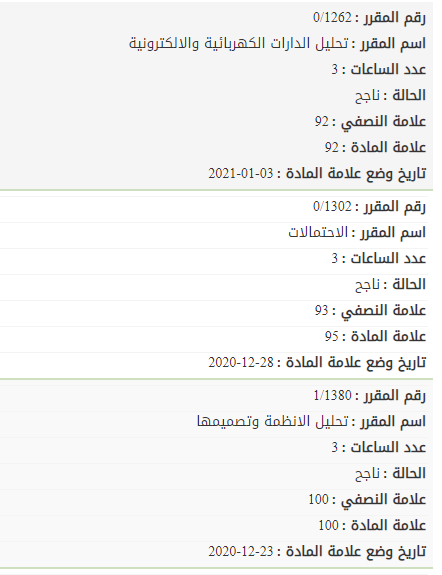 رقم المقرر : 0/1262
اسم المقرر : تحليل الدارات الكهربائية والالكترونية
عدد الساعات : 3
الحالة : ناجح
علامة النصفي : 92
علامة المادة : 92
تاريخ وضع علامة المادة : 03-01-2021
رقم المقرر : 0/1302
اسم المقرر : الاحتمالات
عدد الساعات : 3
الحالة : ناجح
علامة النصفي : 93
علامة المادة : 95
تاريخ وضع علامة المادة : 28-12-2020
رقم المقرر : 1/1380
اسم المقرر : تحليل الانظمة وتصميمها
عدد الساعات : 3
الحالة : ناجح
علامة النصفي : 100
علامة المادة : 100
تاريخ وضع علامة المادة : 23-12-2020